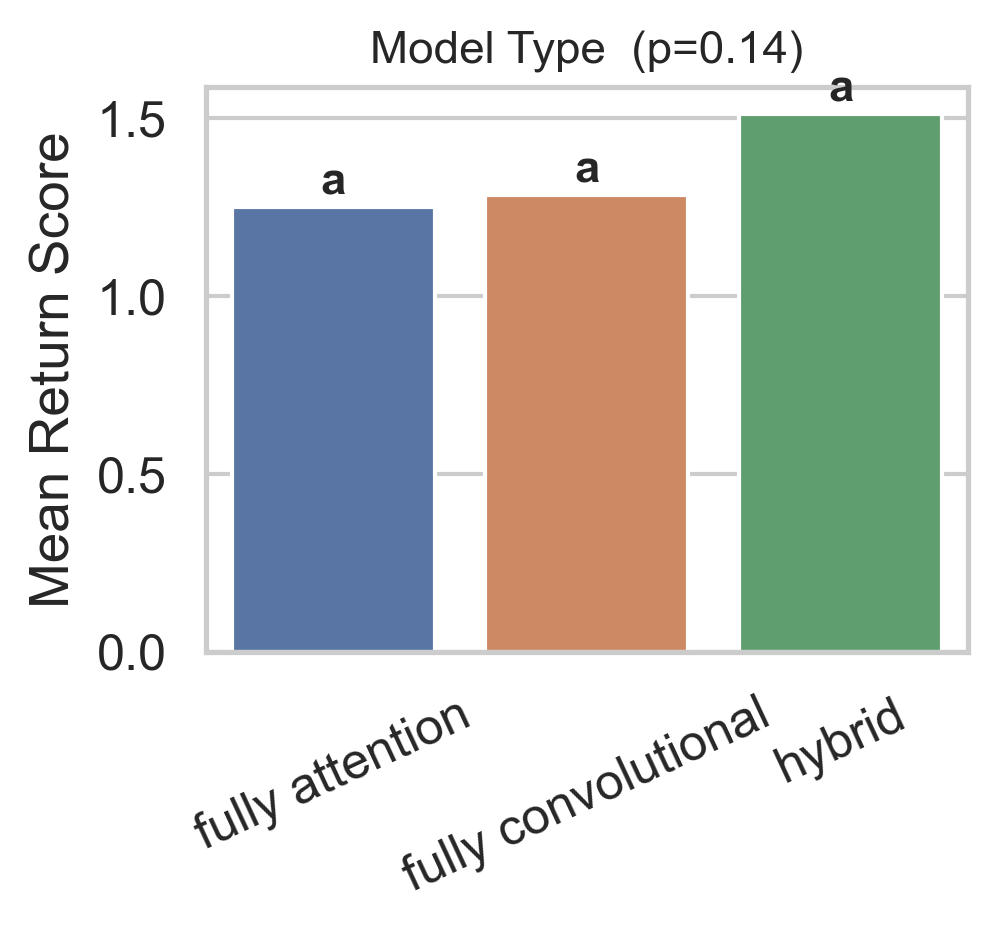 Model Type (p=0.14)
Mean Return Score
1.5
1.0
0.5
0.0
a
a
a
fully attention
fully convolutional
hybrid